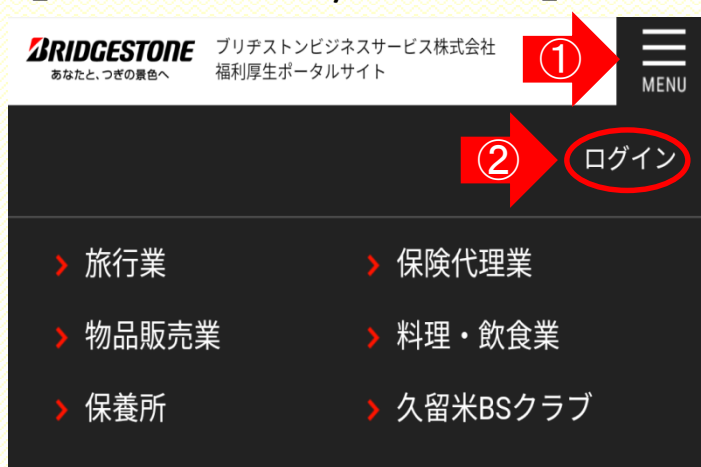 BRIDGESTONE
あなたと、つぎの景色へ
ブリヂストンビジネスサービス株式会社
福利厚生ポータルサイト
①
MENU
②
ログイン
旅行業
保険代理業
物品販売業
料理・飲食業
保養所
久留米BSクラブ